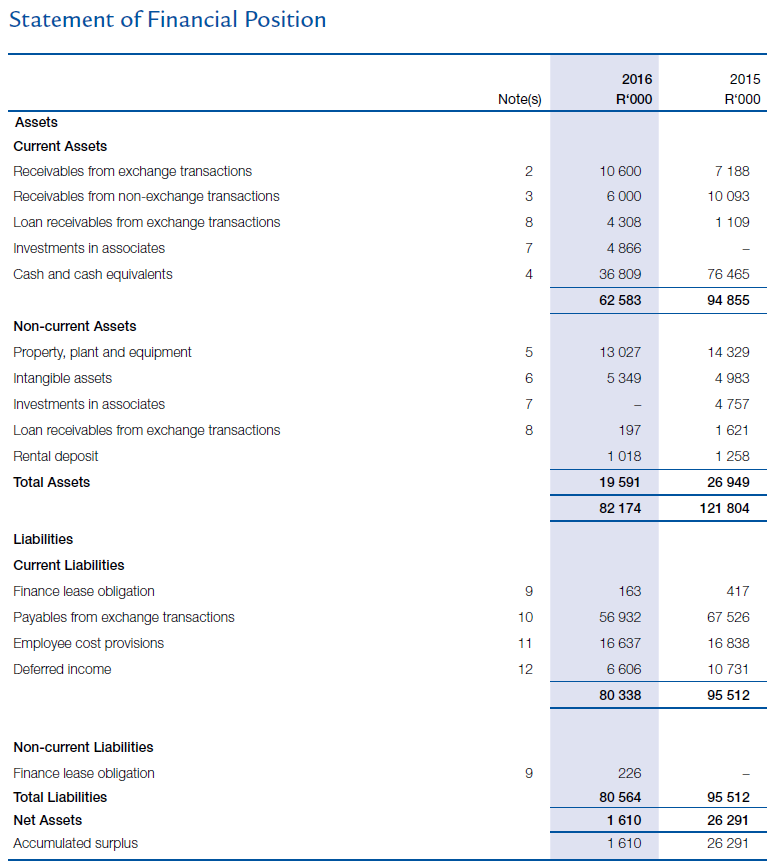 Statement of Financial Position
2016 2015
Note(s) R‘000 R‘000
Assets
Current Assets
Receivables from exchange transactions 2 10 600 7 188
Receivables from non-exchange transactions 3 6 000 10 093
Loan receivables from exchange transactions 8 4 308 1 109
Investments in associates 7 4 866 –
Cash and cash equivalents 4 36 809 76 465
62 583 94 855
Non-current Assets
Property, plant and equipment 5 13 027 14 329
Intangible assets 6 5 349 4 983
Investments in associates 7 – 4 757
Loan receivables from exchange transactions 8 197 1 621
Rental deposit 1 018 1 258
Total Assets 19 591 26 949
82 174 121 804
Liabilities
Current Liabilities
Finance lease obligation 9 163 417
Payables from exchange transactions 10 56 932 67 526
Employee cost provisions 11 16 637 16 838
Deferred income 12 6 606 10 731
80 338 95 512
Non-current Liabilities
Finance lease obligation 9 226 –
Total Liabilities 80 564 95 512
Net Assets 1 610 26 291
Accumulated surplus 1 610 26 291